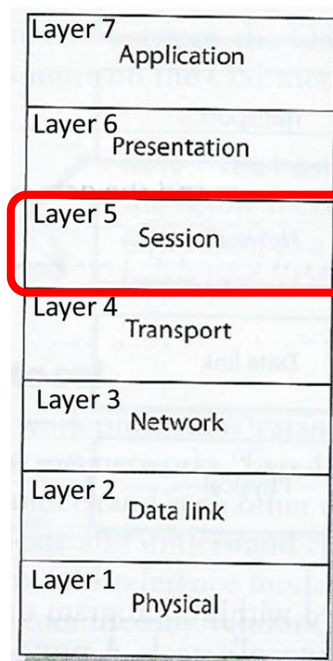 Layer 7
Application
Layer 6
Presentation
Layer 5
Session
Layer 4
Transport
Layer 3
Network
Layer 2
Data link
Layer 1
Physical